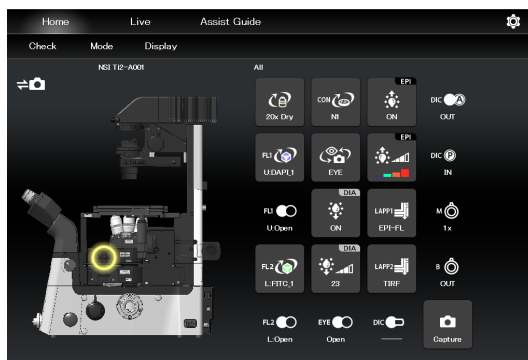 Home Live Assist Guide
Check Mode Display
NSI Ti2-A001
All
20x Dry
CON
N1
EPI
ON
DIC A
OUT
FL1
U:DAPI_1
EYE
EPI
DIC P
IN
FL1
U:Open
DIA
ON
LAPP1
EPI-FL
M
1x
FL2
L:FITC_1
DIA
23
LAPP2
TIRF
B
OUT
FL2
L:Open
EYE
Open
DIC
Capture